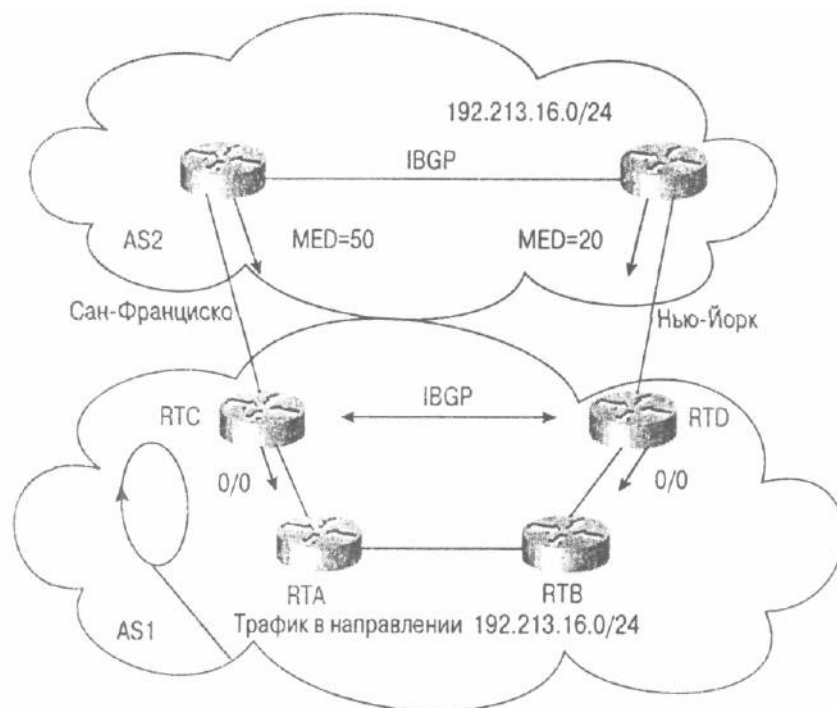 192.213.16.0/24
IBGP
AS2
MED=50
MED=20
Сан-Франциско
Нью-Йорк
RTC
IBGP
RTD
0/0
0/0
RTA
RTB
AS1
Трафик в направлении 192.213.16.0/24